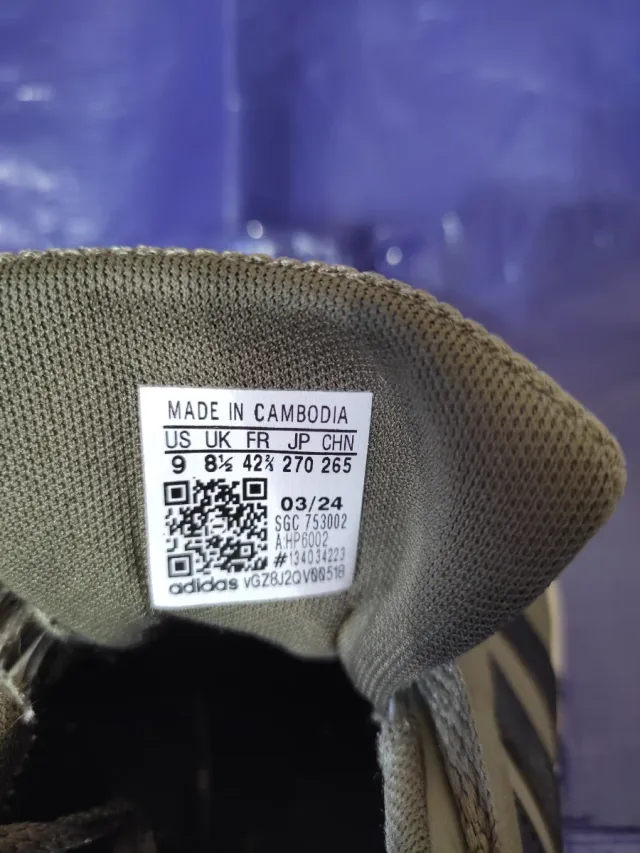 MADE IN CAMBODIA
US UK FR JP CHN
9 8½ 42⅔ 270 265
03/24
SGC 753002
A:HP6002
#134034223
adidas vGZ8J2QV00518